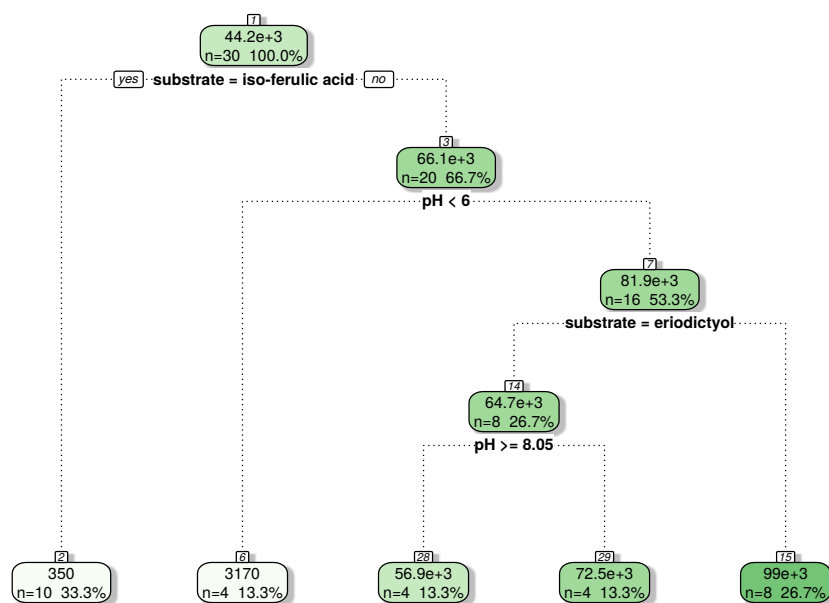 1
44.2e+3
n=30 100.0%
yes substrate = iso-ferulic acid no
3
66.1e+3
n=20 66.7%
pH < 6
7
81.9e+3
n=16 53.3%
substrate = eriodictyol
14
64.7e+3
n=8 26.7%
pH >= 8.05
2
350
n=10 33.3%
6
3170
n=4 13.3%
28
56.9e+3
n=4 13.3%
29
72.5e+3
n=4 13.3%
15
99e+3
n=8 26.7%